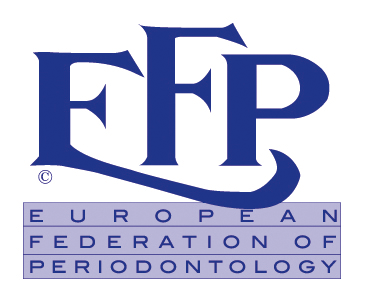 EFP
©
EUROPEAN
FEDERATION OF
PERIODONTOLOGY